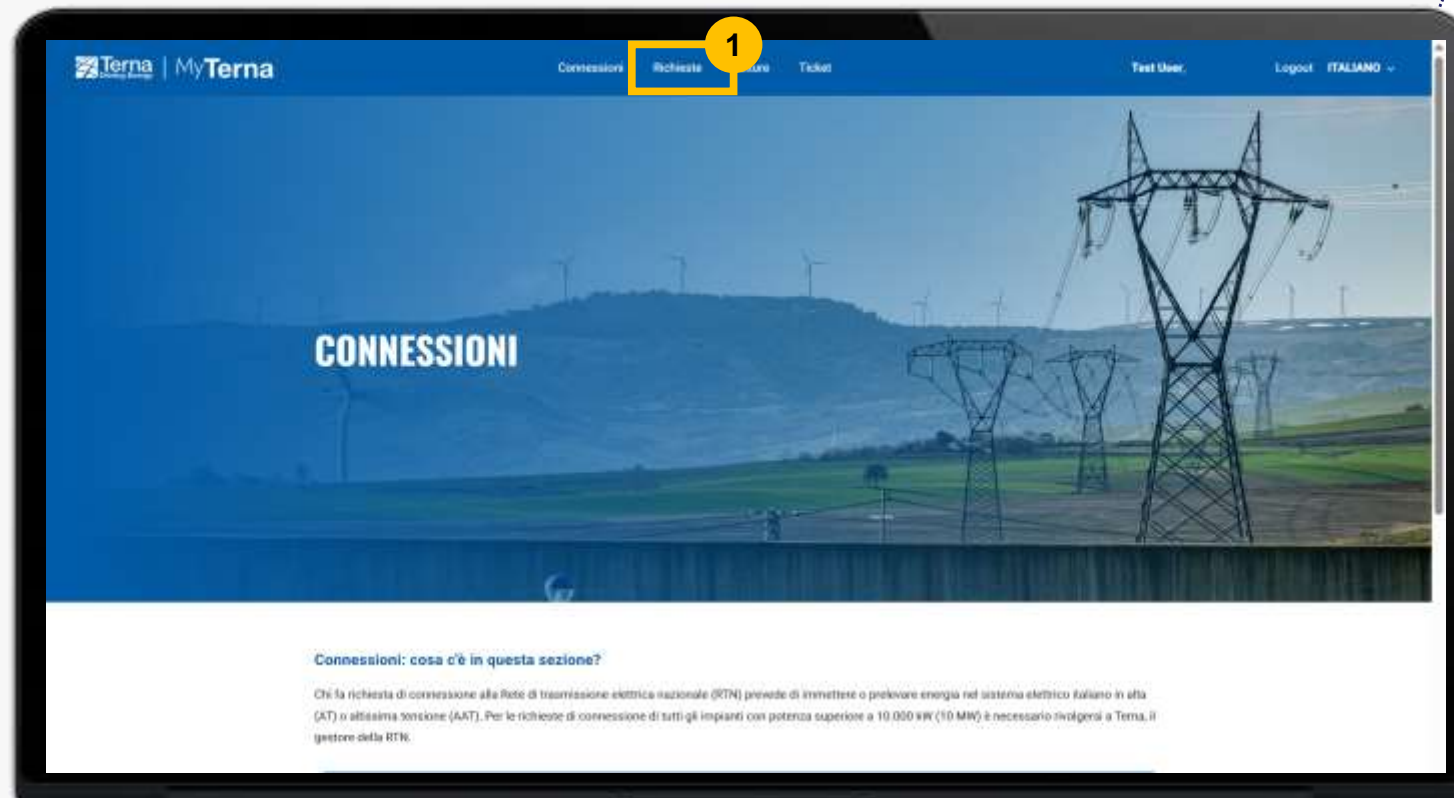 Terna | MyTerna
Driving Energy
Connessioni Richieste Ticket
1
Test User, Logout ITALIANO
CONNESSIONI
Connessioni: cosa c'è in questa sezione?
Chi fa richiesta di connessione alla Rete di trasmissione elettrica nazionale (RTN) prevede di immettere o prelevare energia nel sistema elettrico italiano in alta
(AT) o altissima tensione (AAT). Per le richieste di connessione di tutti gli impianti con potenza superiore a 10.000 kW (10 MW) è necessario rivolgersi a Terna, il
gestore della RTN.